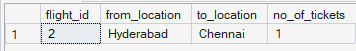 flight_id from_location to_location no_of_tickets
1 2 Hyderabad Chennai 1